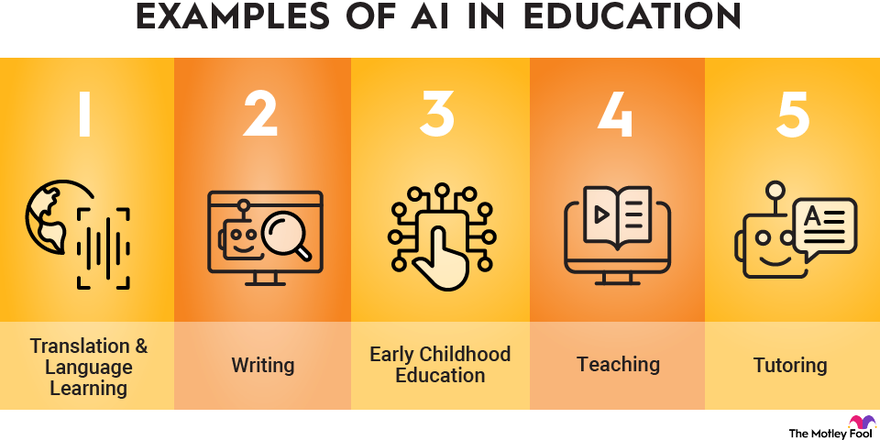 EXAMPLES OF AI IN EDUCATION
1
2
3
4
5
A
Translation &
Language
Learning
Writing
Early Childhood
Education
Teaching
Tutoring
The Motley Fool